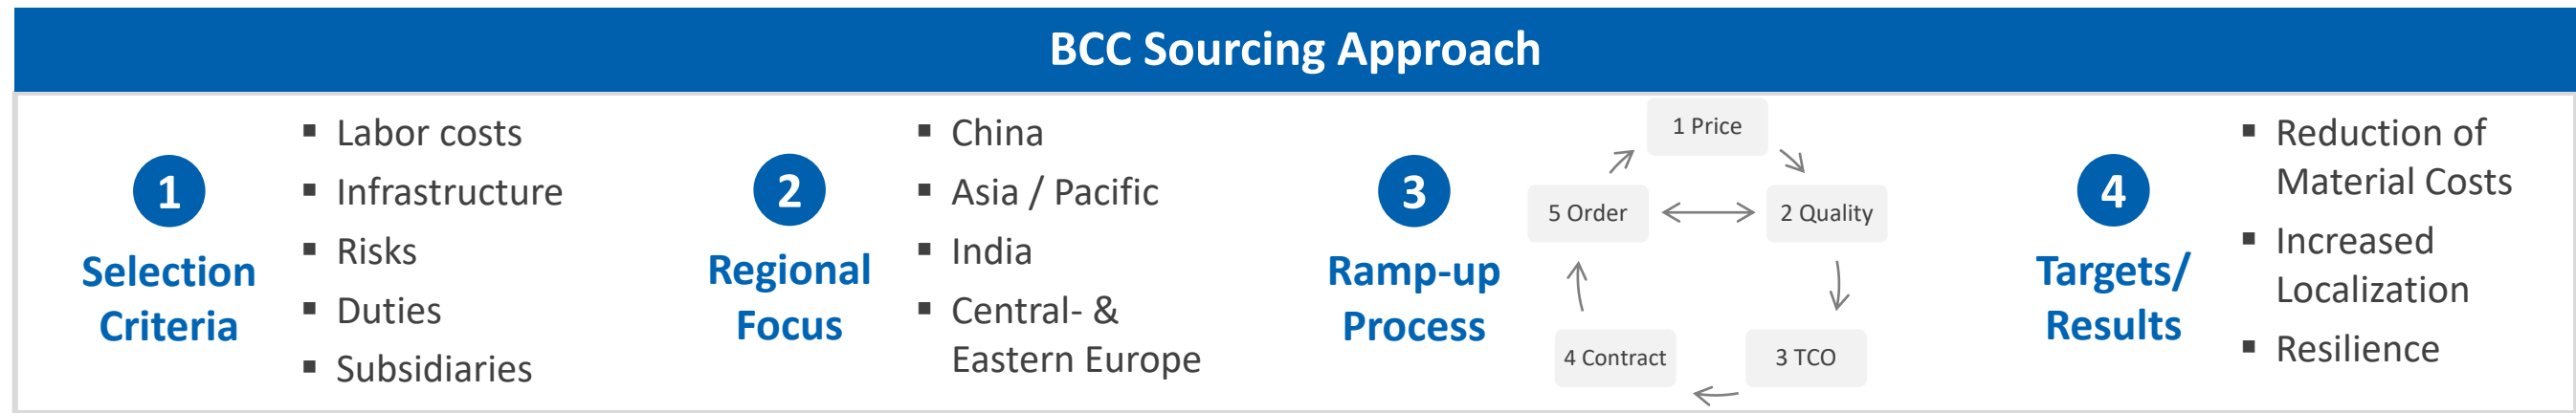 BCC Sourcing Approach
1
Selection
Criteria
▪ Labor costs
▪ Infrastructure
▪ Risks
▪ Duties
▪ Subsidiaries
2
Regional
Focus
▪ China
▪ Asia / Pacific
▪ India
▪ Central- &
Eastern Europe
3
Ramp-up
Process
1 Price
2 Quality
3 TCO
4 Contract
5 Order
4
Targets/
Results
▪ Reduction of
Material Costs
▪ Increased
Localization
▪ Resilience